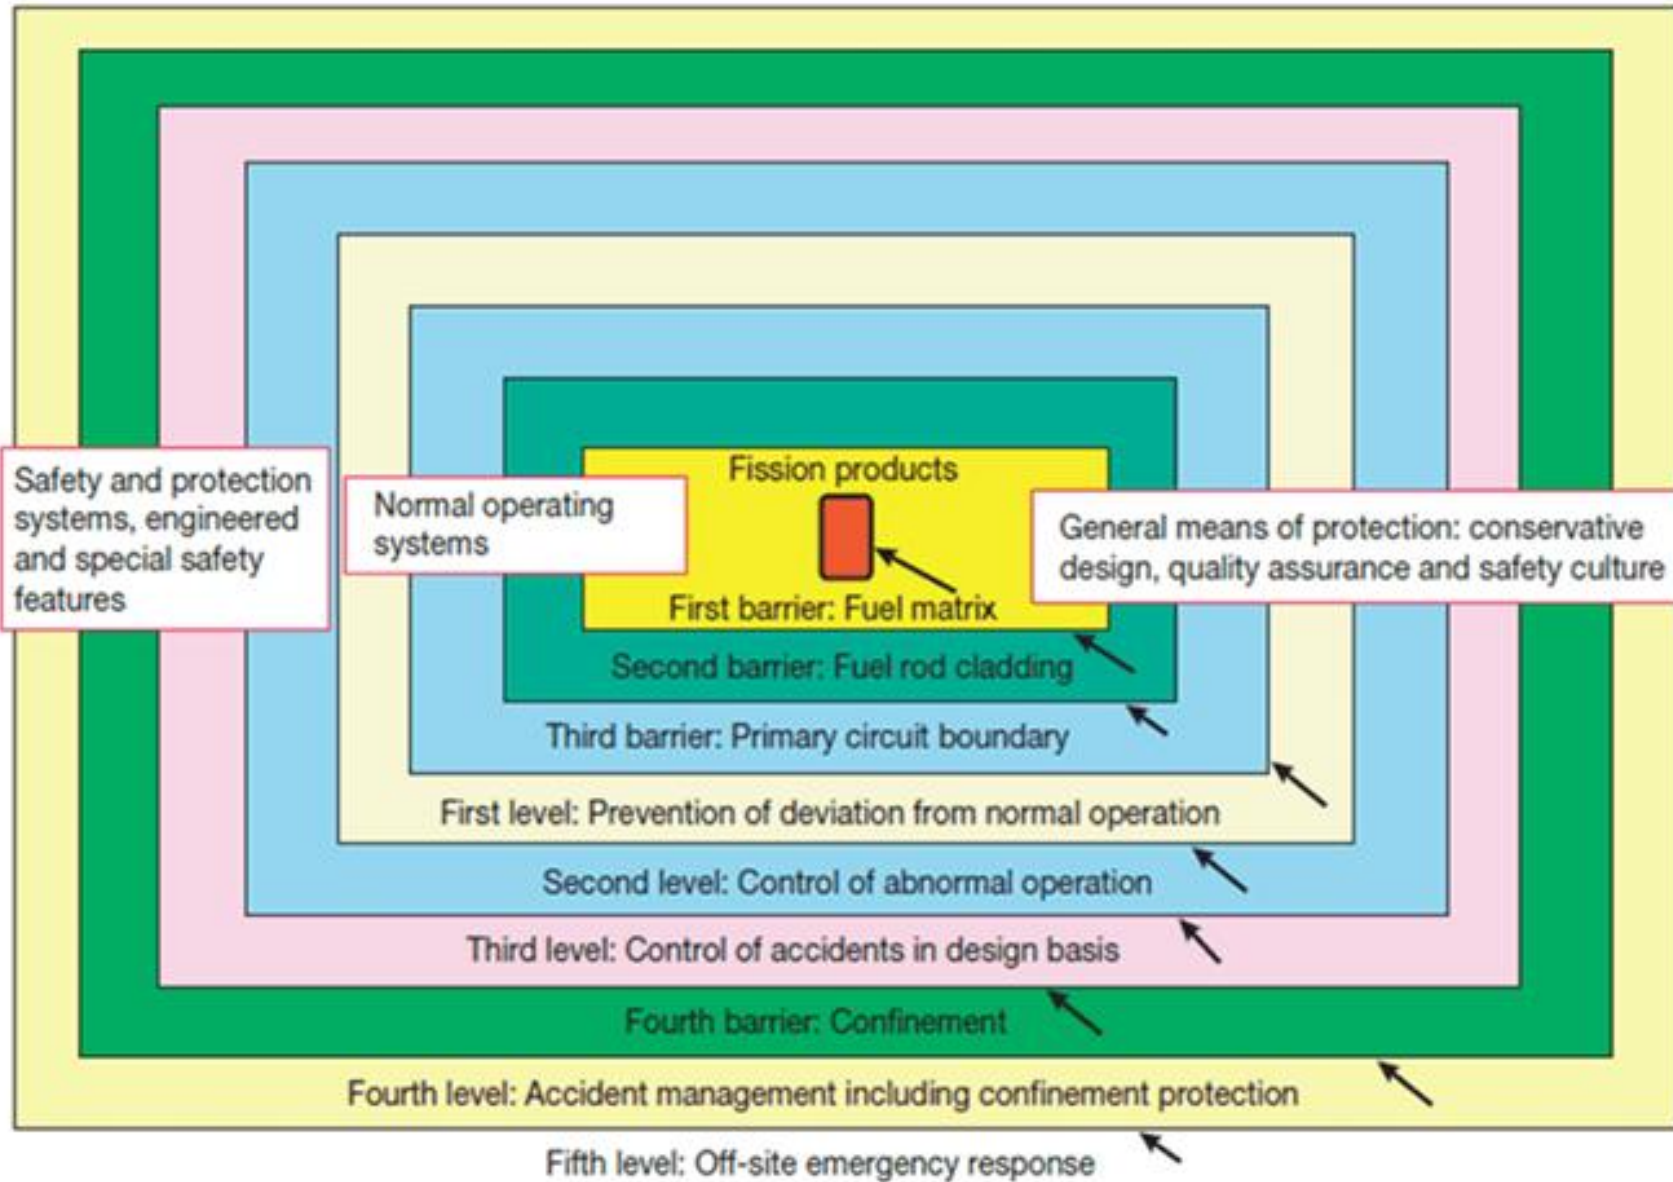 Fission products
Safety and protection
systems, engineered
and special safety
features
Normal operating
systems
General means of protection: conservative
design, quality assurance and safety culture
First barrier: Fuel matrix
Second barrier: Fuel rod cladding
Third barrier: Primary circuit boundary
First level: Prevention of deviation from normal operation
Second level: Control of abnormal operation
Third level: Control of accidents in design basis
Fourth barrier: Confinement
Fourth level: Accident management including confinement protection
Fifth level: Off-site emergency response